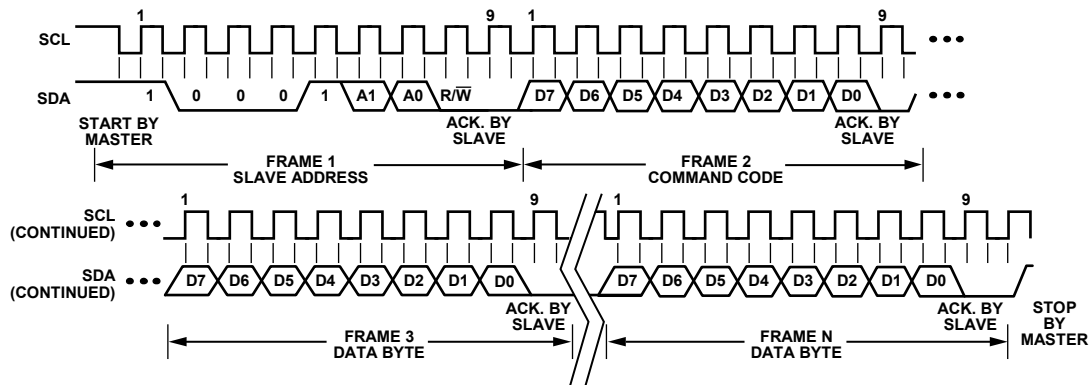 1 9 1 9
SCL
SDA
1 0 0 0 1 A1 A0 R/W̅ D7 D6 D5 D4 D3 D2 D1 D0
START BY
MASTER
ACK. BY
SLAVE
ACK. BY
SLAVE
FRAME 1
SLAVE ADDRESS
FRAME 2
COMMAND CODE
1 9 1 9
SCL
(CONTINUED)
SDA
(CONTINUED)
D7 D6 D5 D4 D3 D2 D1 D0 D7 D6 D5 D4 D3 D2 D1 D0
ACK. BY
SLAVE
ACK. BY
SLAVE
STOP
BY
MASTER
FRAME 3
DATA BYTE
FRAME N
DATA BYTE